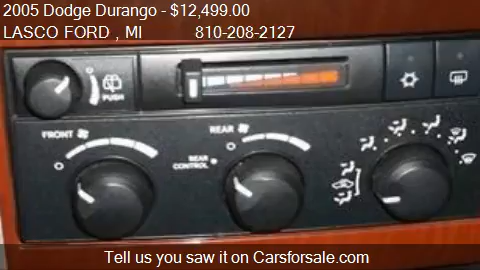 2005 Dodge Durango - $12,499.00
LASCO FORD , MI 810-208-2127
PUSH
FRONT
REAR
REAR
CONTROL
Tell us you saw it on Carsforsale.com